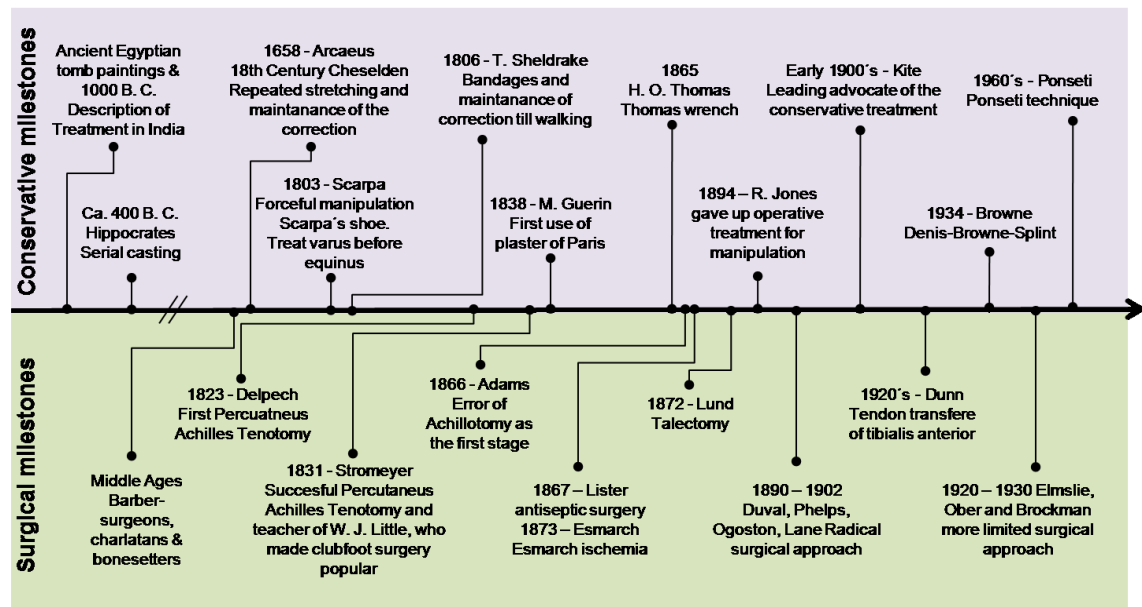 Conservative milestones
Ancient Egyptian
tomb paintings &
1000 B. C.
Description of
Treatment in India
Ca. 400 B. C.
Hippocrates
Serial casting
1658 - Arcaeus
18th Century Cheselden
Repeated stretching and
maintanance of the
correction
1803 - Scarpa
Forceful manipulation
Scarpa´s shoe.
Treat varus before
equinus
1806 - T. Sheldrake
Bandages and
maintanance of
correction till walking
1838 - M. Guerin
First use of
plaster of Paris
1865
H. O. Thomas
Thomas wrench
1894 – R. Jones
gave up operative
treatment for
manipulation
Early 1900´s - Kite
Leading advocate of the
conservative treatment
1934 - Browne
Denis-Browne-Splint
1960´s - Ponseti
Ponseti technique
Surgical milestones
Middle Ages
Barber-
surgeons,
charlatans &
bonesetters
1823 - Delpech
First Percuatneus
Achilles Tenotomy
1831 - Stromeyer
Succesful Percutaneus
Achilles Tenotomy and
teacher of W. J. Little, who
made clubfoot surgery
popular
1866 - Adams
Error of
Achillotomy as
the first stage
1867 – Lister
antiseptic surgery
1873 – Esmarch
Esmarch ischemia
1872 - Lund
Talectomy
1890 – 1902
Duval, Phelps,
Ogoston, Lane Radical
surgical approach
1920´s - Dunn
Tendon transfere
of tibialis anterior
1920 – 1930 Elmslie,
Ober and Brockman
more limited surgical
approach